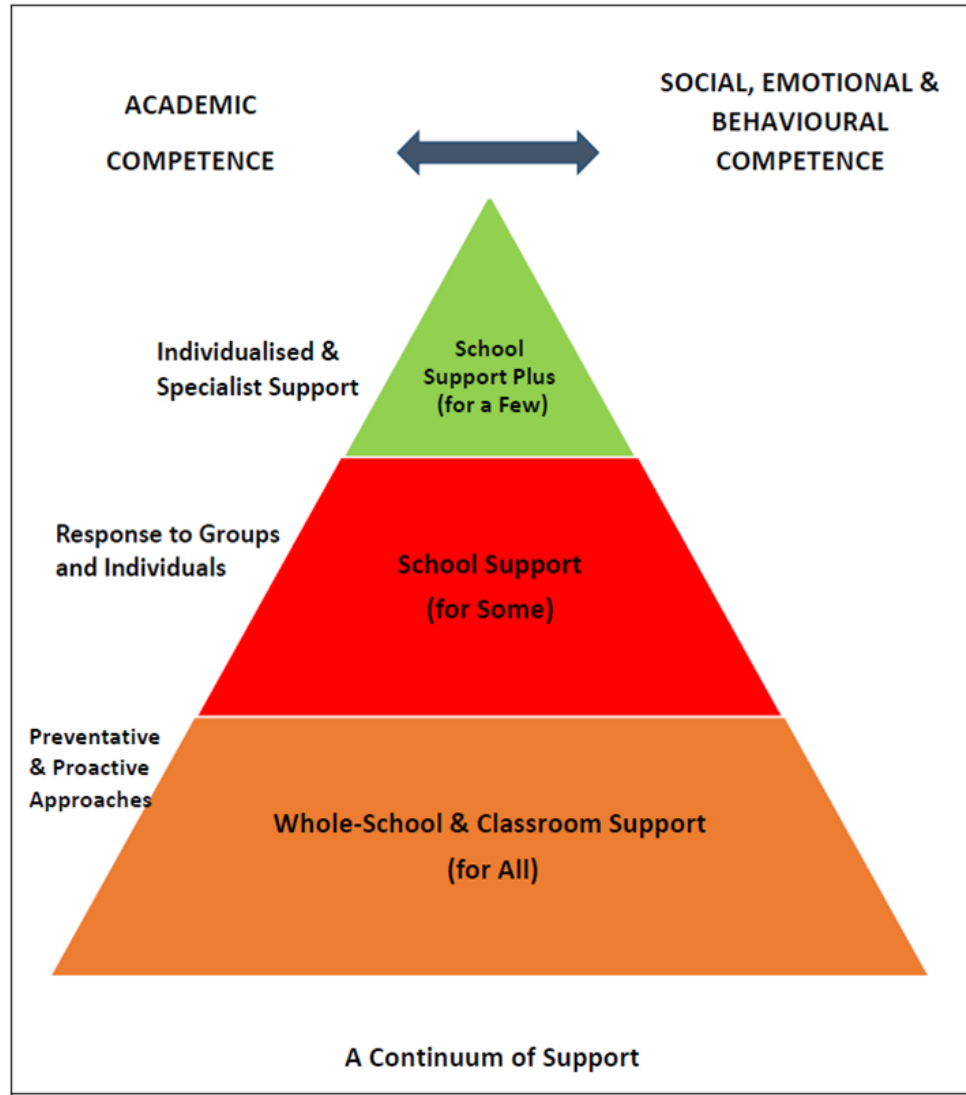 ACADEMIC
COMPETENCE
SOCIAL, EMOTIONAL &
BEHAVIOURAL
COMPETENCE
Individualised &
Specialist Support
School
Support Plus
(for a Few)
Response to Groups
and Individuals
School Support
(for Some)
Preventative
& Proactive
Approaches
Whole-School & Classroom Support
(for All)
A Continuum of Support